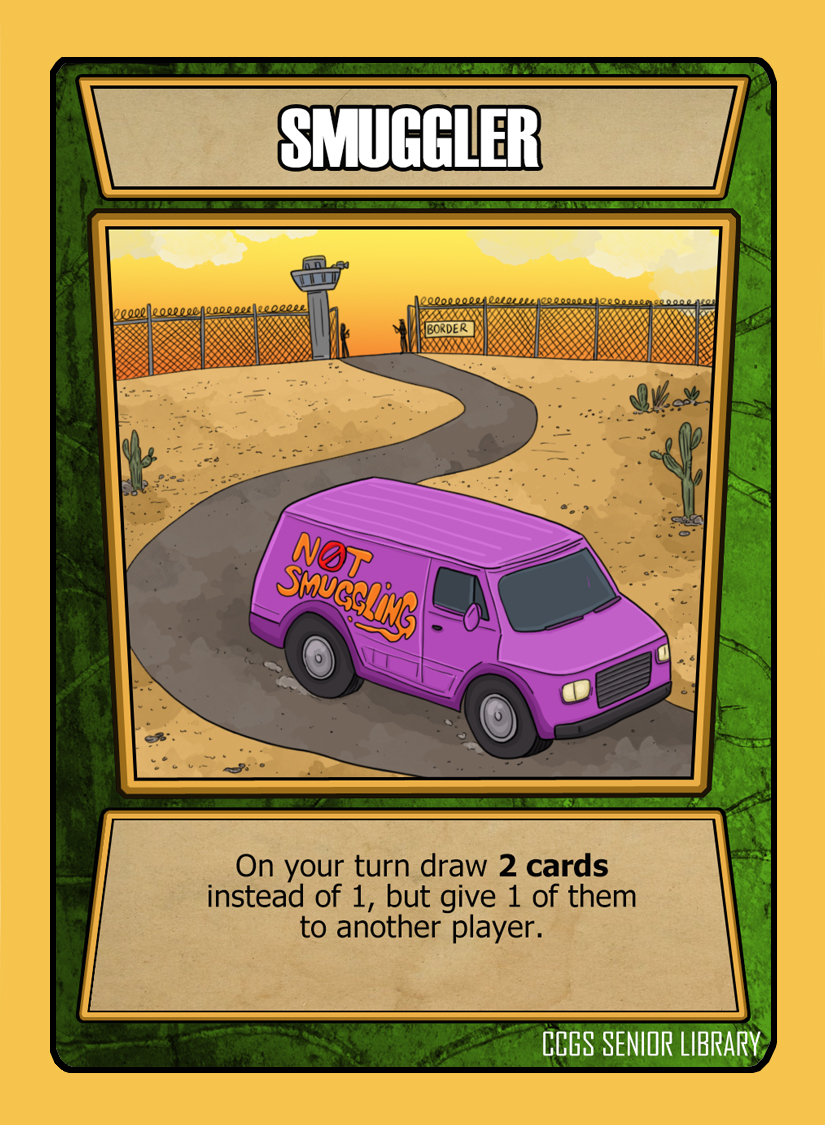 SMUGGLER
BORDER
NOT
SMUGGLING
On your turn draw 2 cards
instead of 1, but give 1 of them
to another player.
CCGS SENIOR LIBRARY